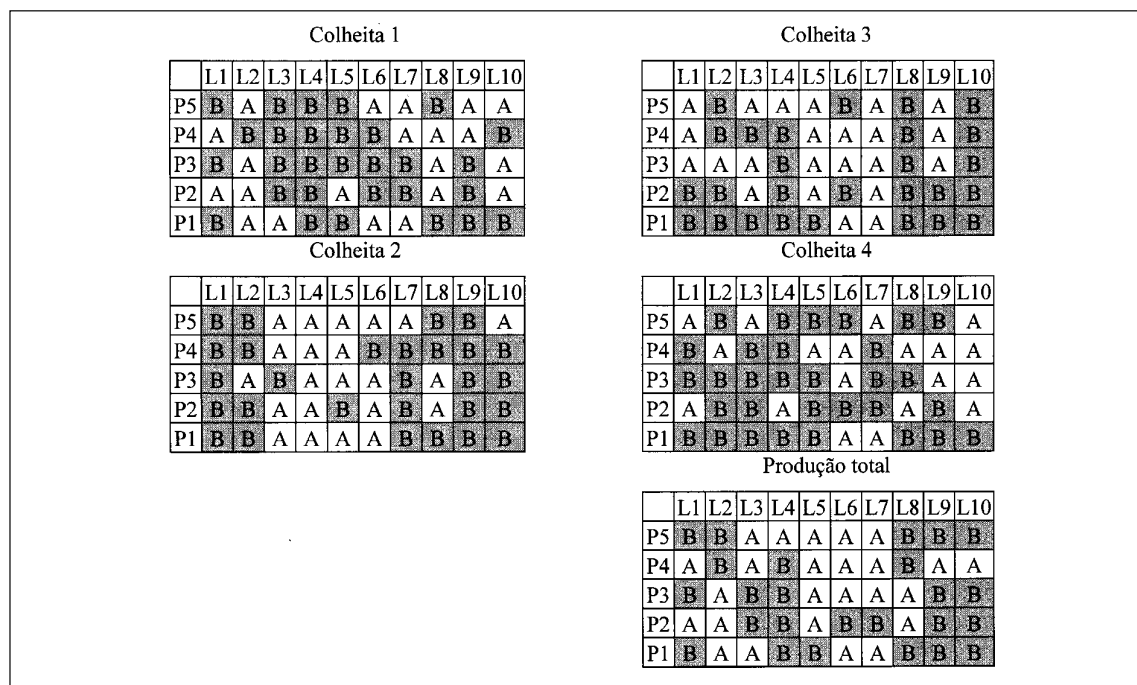 Colheita 1
L1 L2 L3 L4 L5 L6 L7 L8 L9 L10
P5 B A B B B A A B A A
P4 A B B B B B A A A B
P3 B A B B B B B A B A
P2 A A B B A B B A B A
P1 B A A B B A A B B B
Colheita 2
L1 L2 L3 L4 L5 L6 L7 L8 L9 L10
P5 B B A A A A A B B A
P4 B B A A A B B B B B
P3 B A B A A A B A B B
P2 B B A A B A B A B B
P1 B B A A A A B B B B
Colheita 3
L1 L2 L3 L4 L5 L6 L7 L8 L9 L10
P5 A B A A A B A B A B
P4 A B B B A A A B A B
P3 A A A B A A A B A B
P2 B B A B A B A B B B
P1 B B B B B A A B B B
Colheita 4
L1 L2 L3 L4 L5 L6 L7 L8 L9 L10
P5 A B A B B B A B B A
P4 B A B B A A B A A A
P3 B B B B B A B B A A
P2 A B B A B B B A B A
P1 B B B B B A A B B B
Produção total
L1 L2 L3 L4 L5 L6 L7 L8 L9 L10
P5 B B A A A A A B B B
P4 A B A B A A A B A A
P3 B A B B A A A A B B
P2 A A B B A B B A B B
P1 B A A B B A A B B B